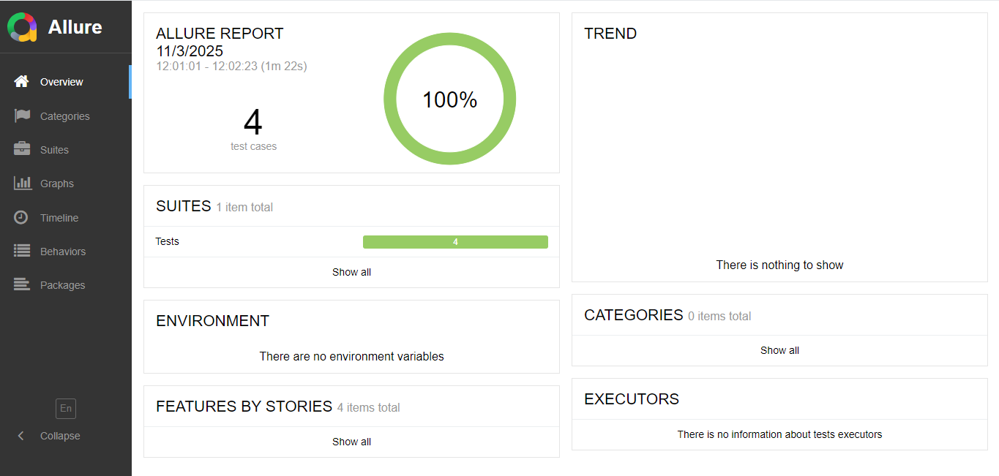 Allure
Overview
Categories
Suites
Graphs
Timeline
Behaviors
Packages
En
Collapse
ALLURE REPORT
11/3/2025
12:01:01 - 12:02:23 (1m 22s)
4
test cases
100%
SUITES 1 item total
Tests 4
Show all
ENVIRONMENT
There are no environment variables
FEATURES BY STORIES 4 items total
Show all
TREND
There is nothing to show
CATEGORIES 0 items total
Show all
EXECUTORS
There is no information about tests executors